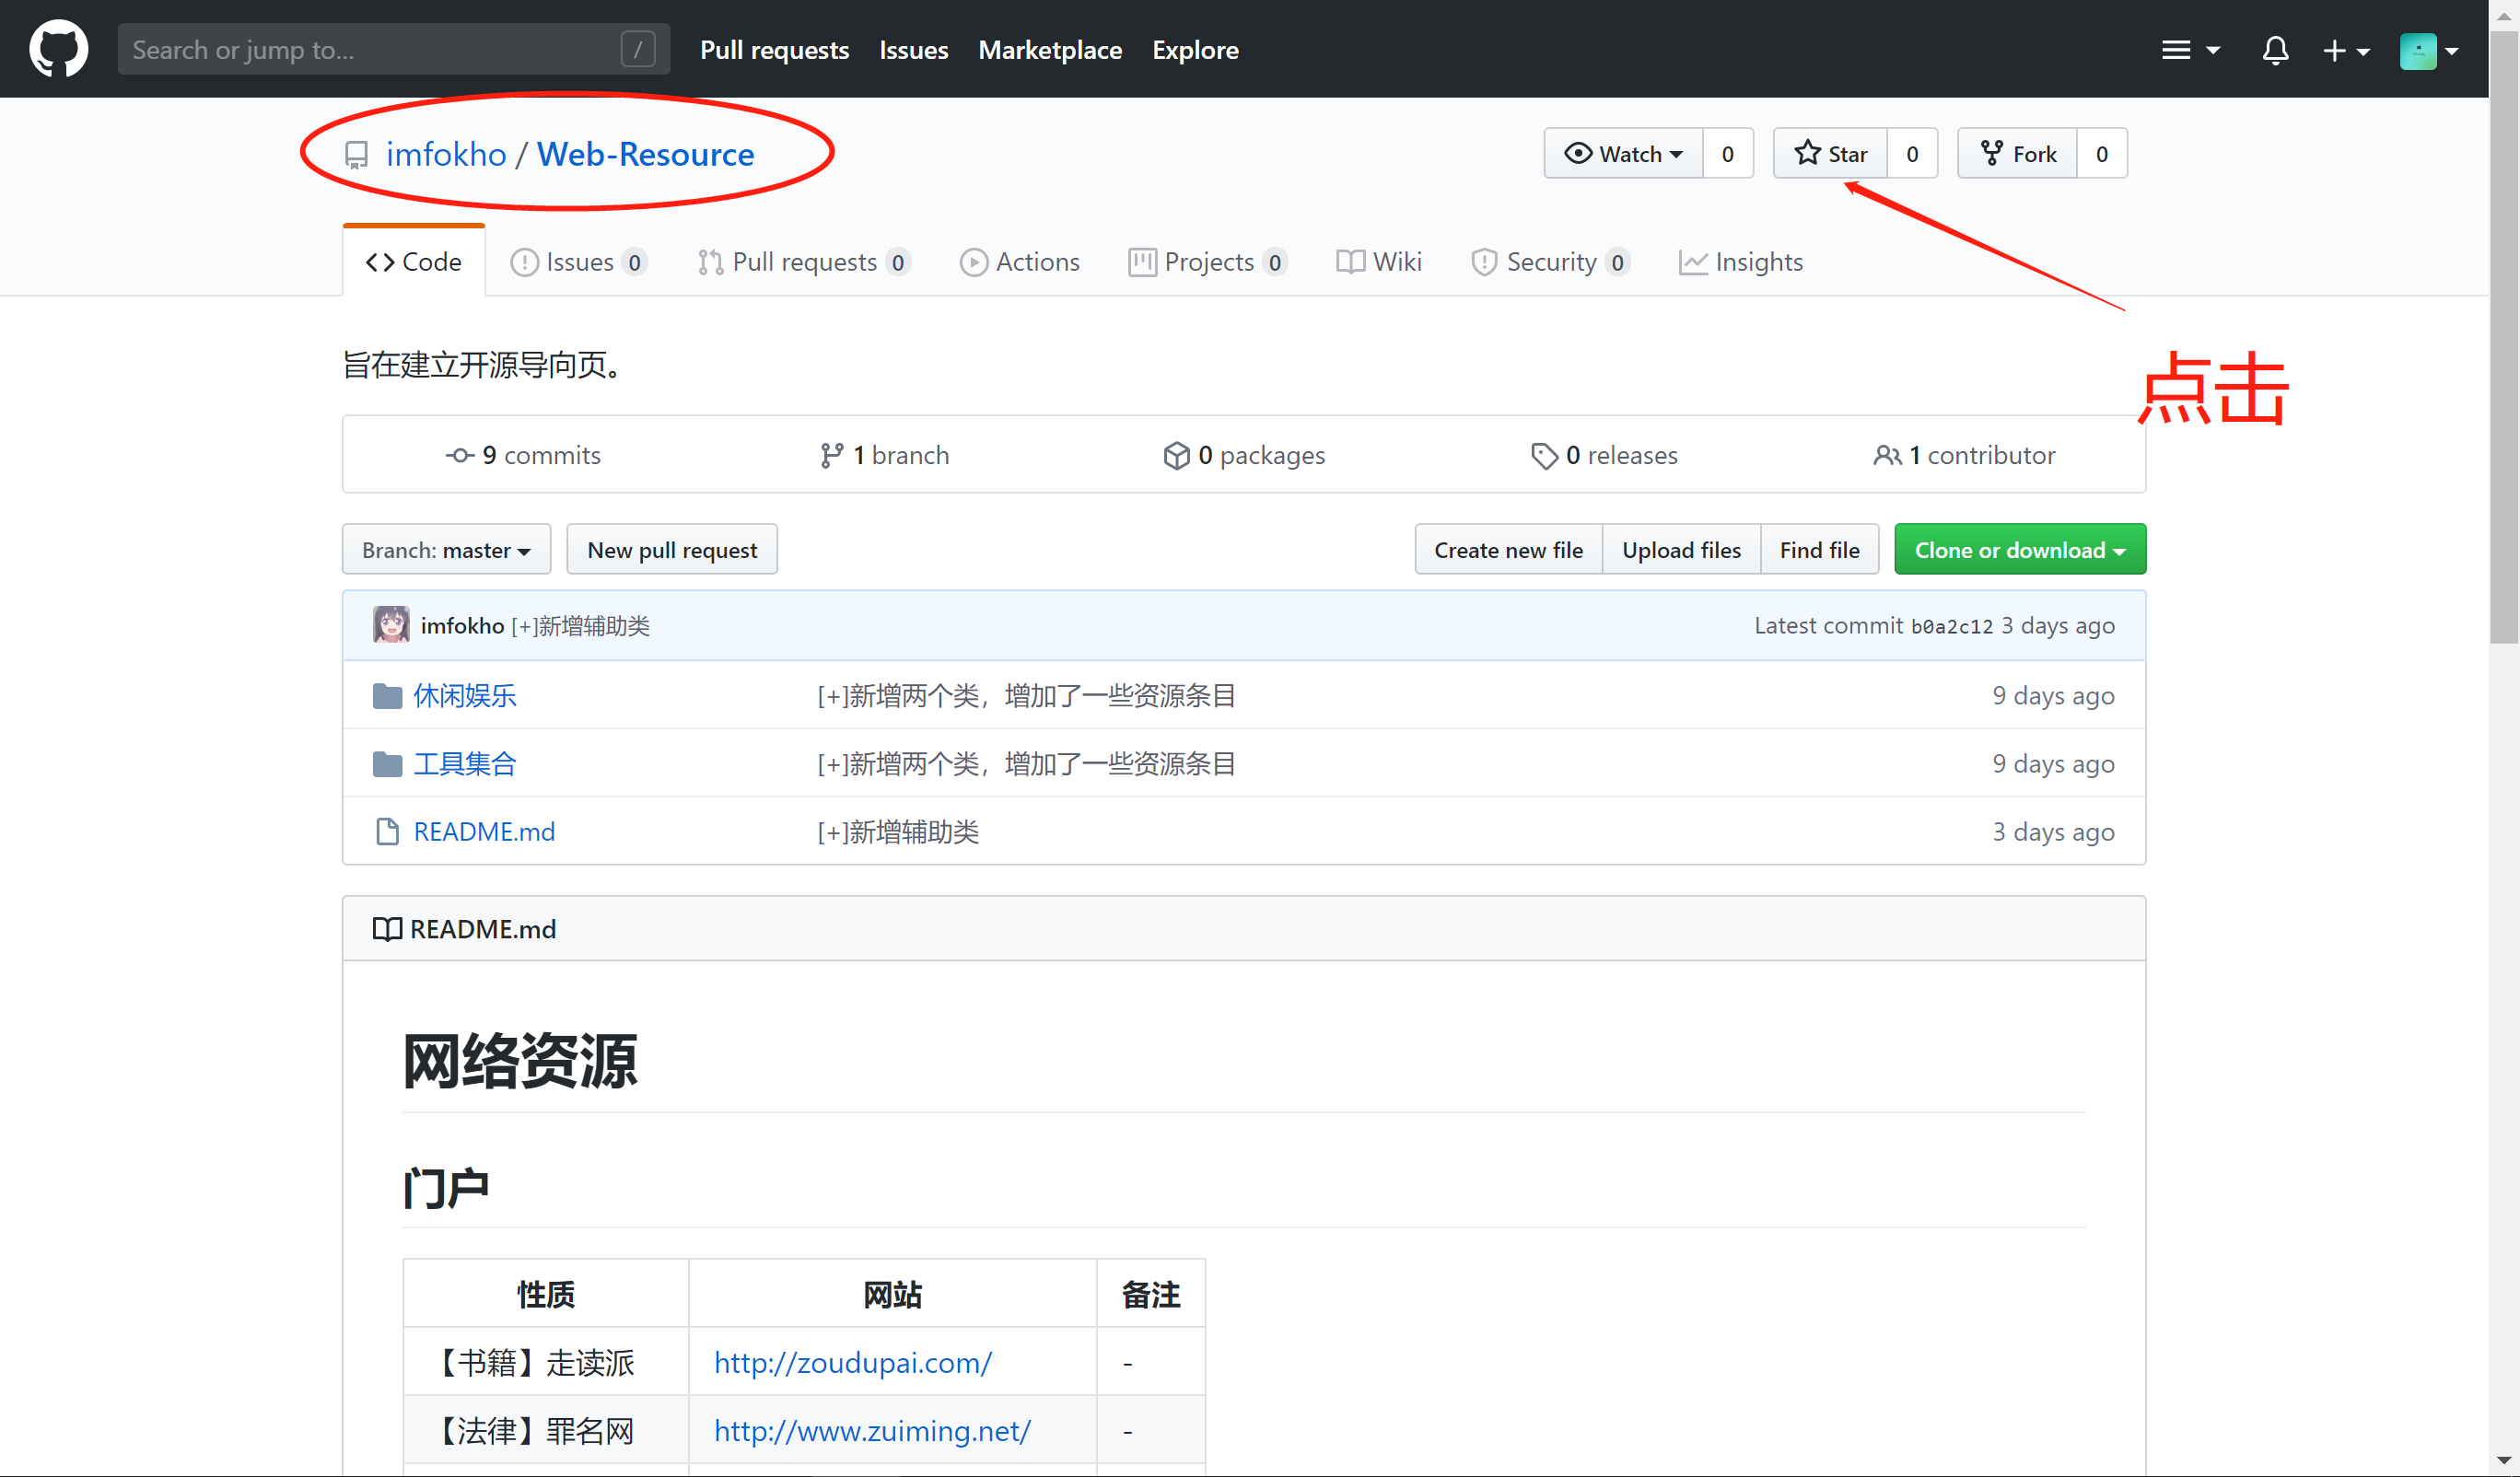 Search or jump to... /
Pull requests Issues Marketplace Explore
imfokho / Web-Resource
Watch 0 Star 0 Fork 0
Code Issues 0 Pull requests 0 Actions Projects 0 Wiki Security 0 Insights
旨在建立开源导向页。
点击
9 commits 1 branch 0 packages 0 releases 1 contributor
Branch: master New pull request Create new file Upload files Find file Clone or download
imfokho [+]新增辅助类 Latest commit b0a2c12 3 days ago
休闲娱乐 [+]新增两个类，增加了一些资源条目 9 days ago
工具集合 [+]新增两个类，增加了一些资源条目 9 days ago
README.md [+]新增辅助类 3 days ago
README.md
网络资源
门户
性质 网站 备注
【书籍】走读派 http://zoudupai.com/ -
【法律】罪名网 http://www.zuiming.net/ -